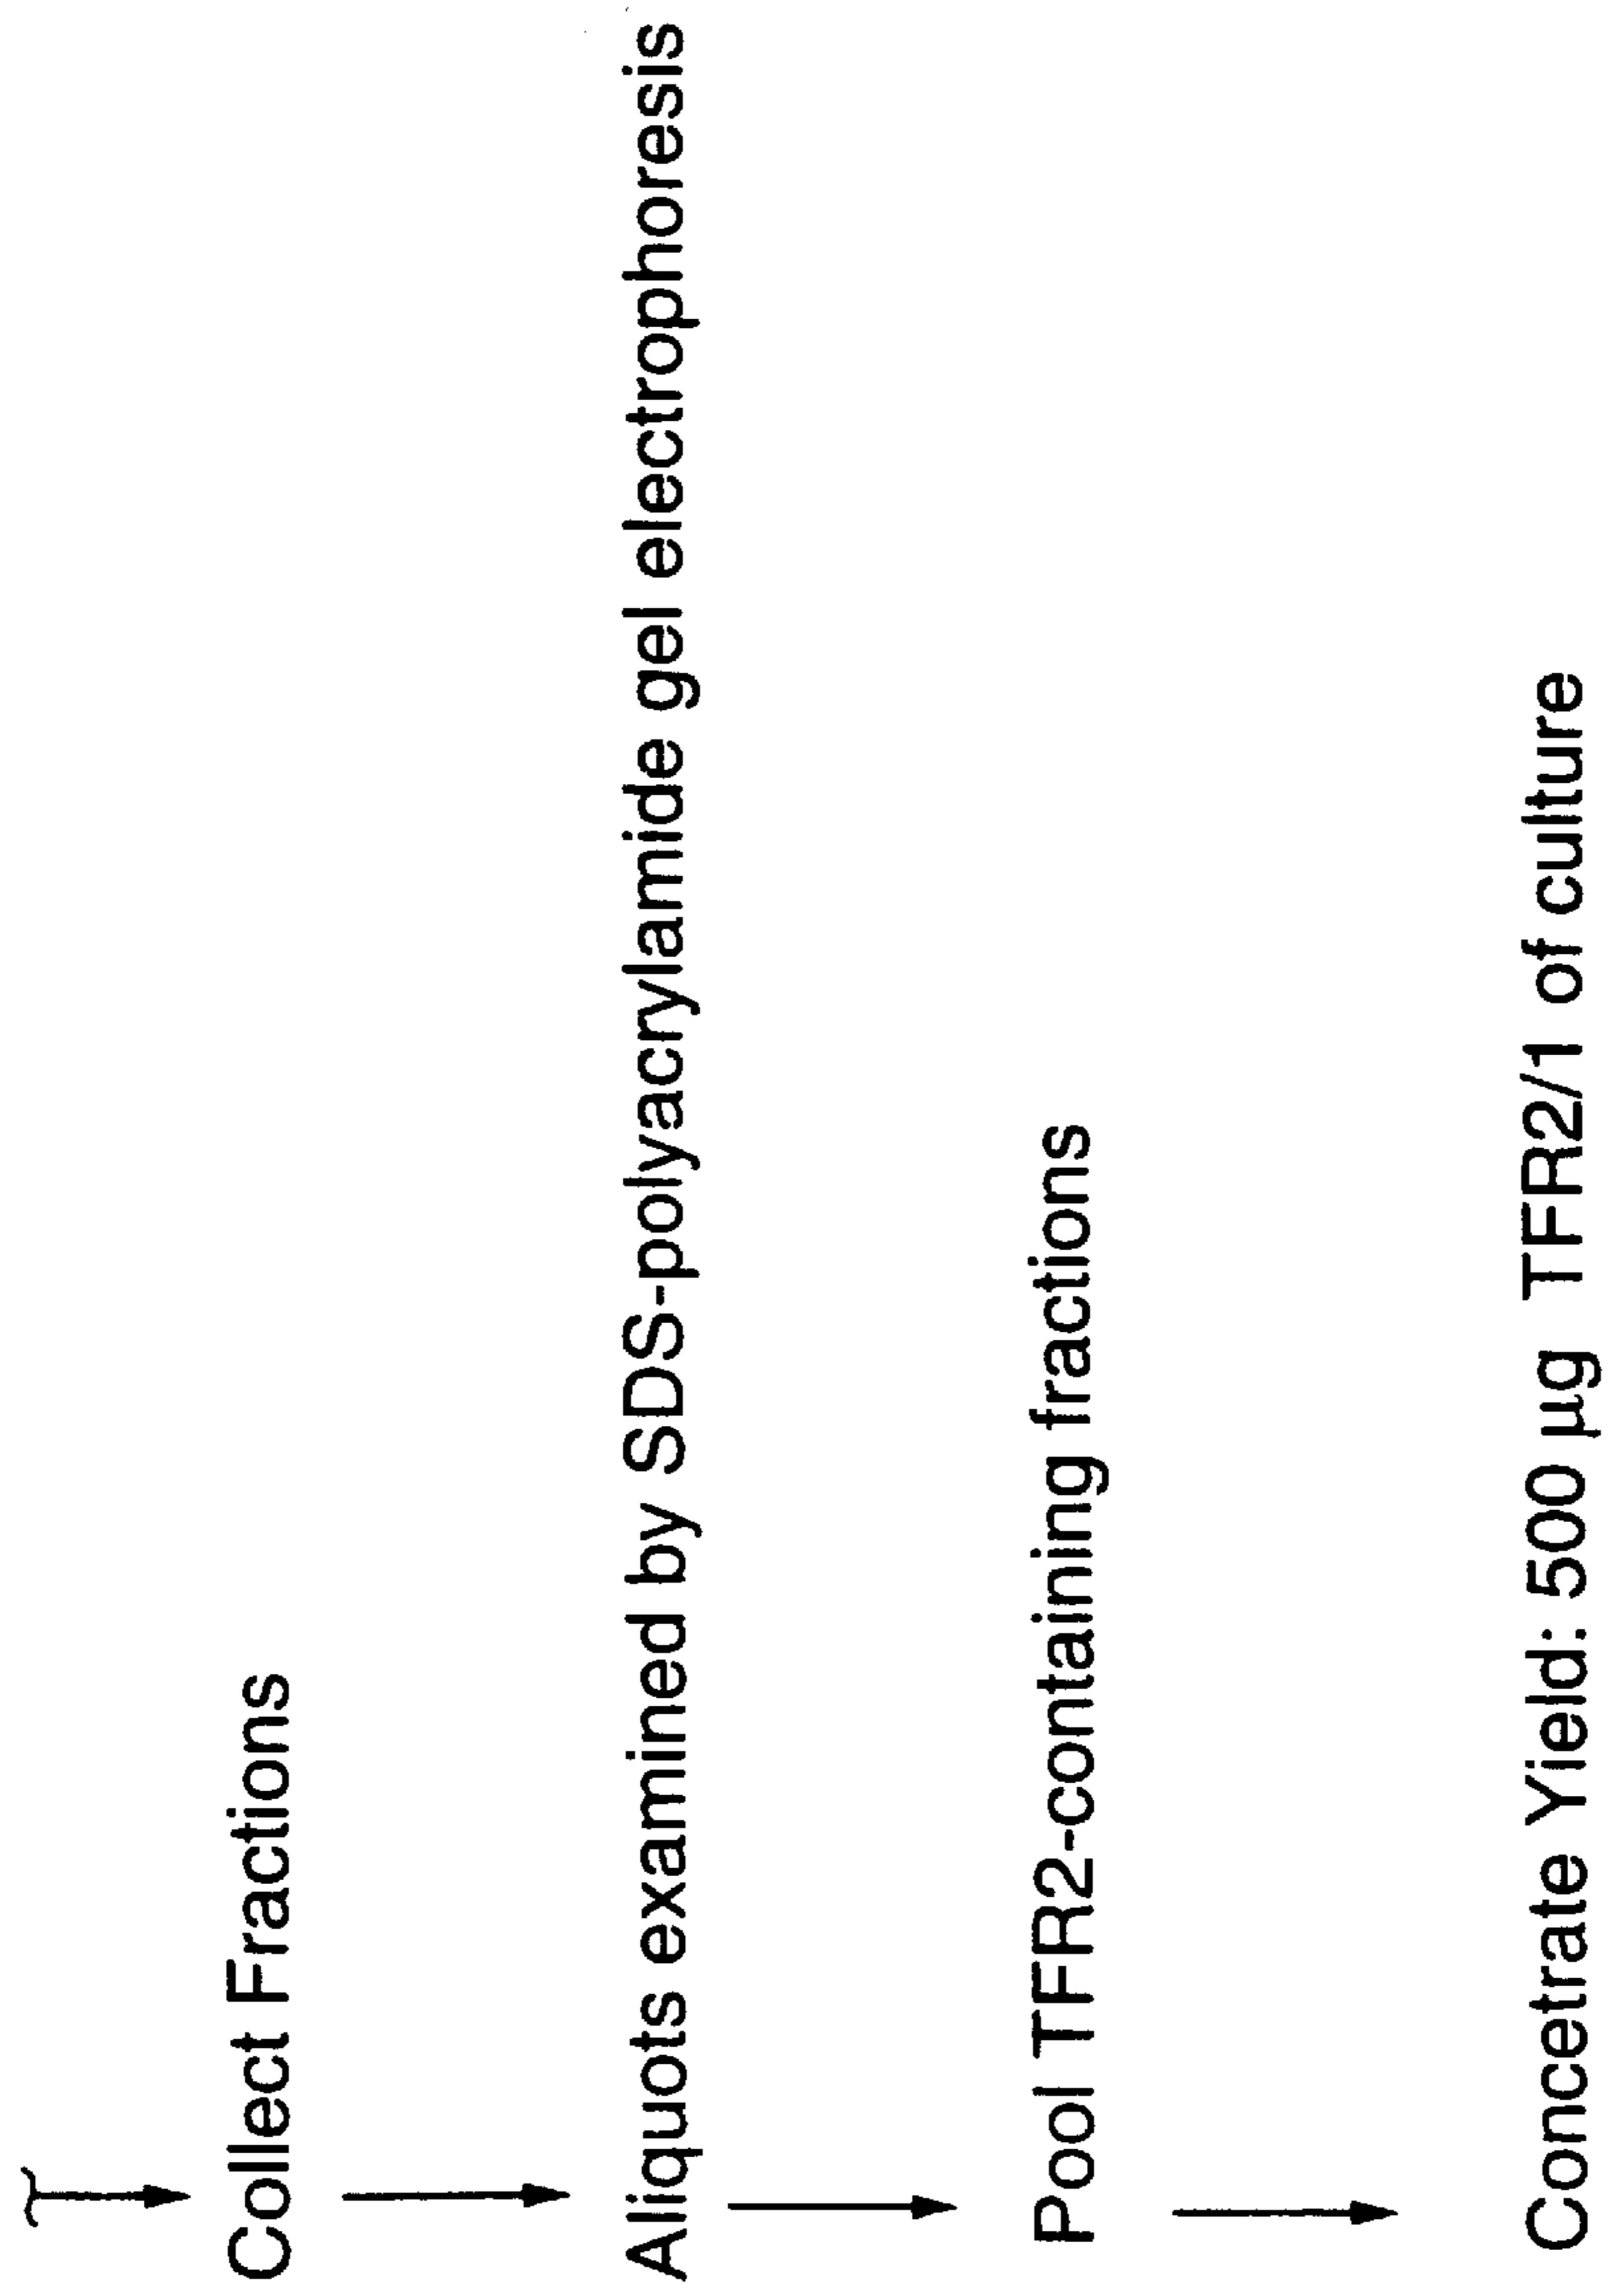 Collect Fractions
Aliquots examined by SDS-polyacrylamide gel electrophoresis
Pool TFR2-containing fractions
Concetrate Yield: 500 µg TFR2/1 of culture